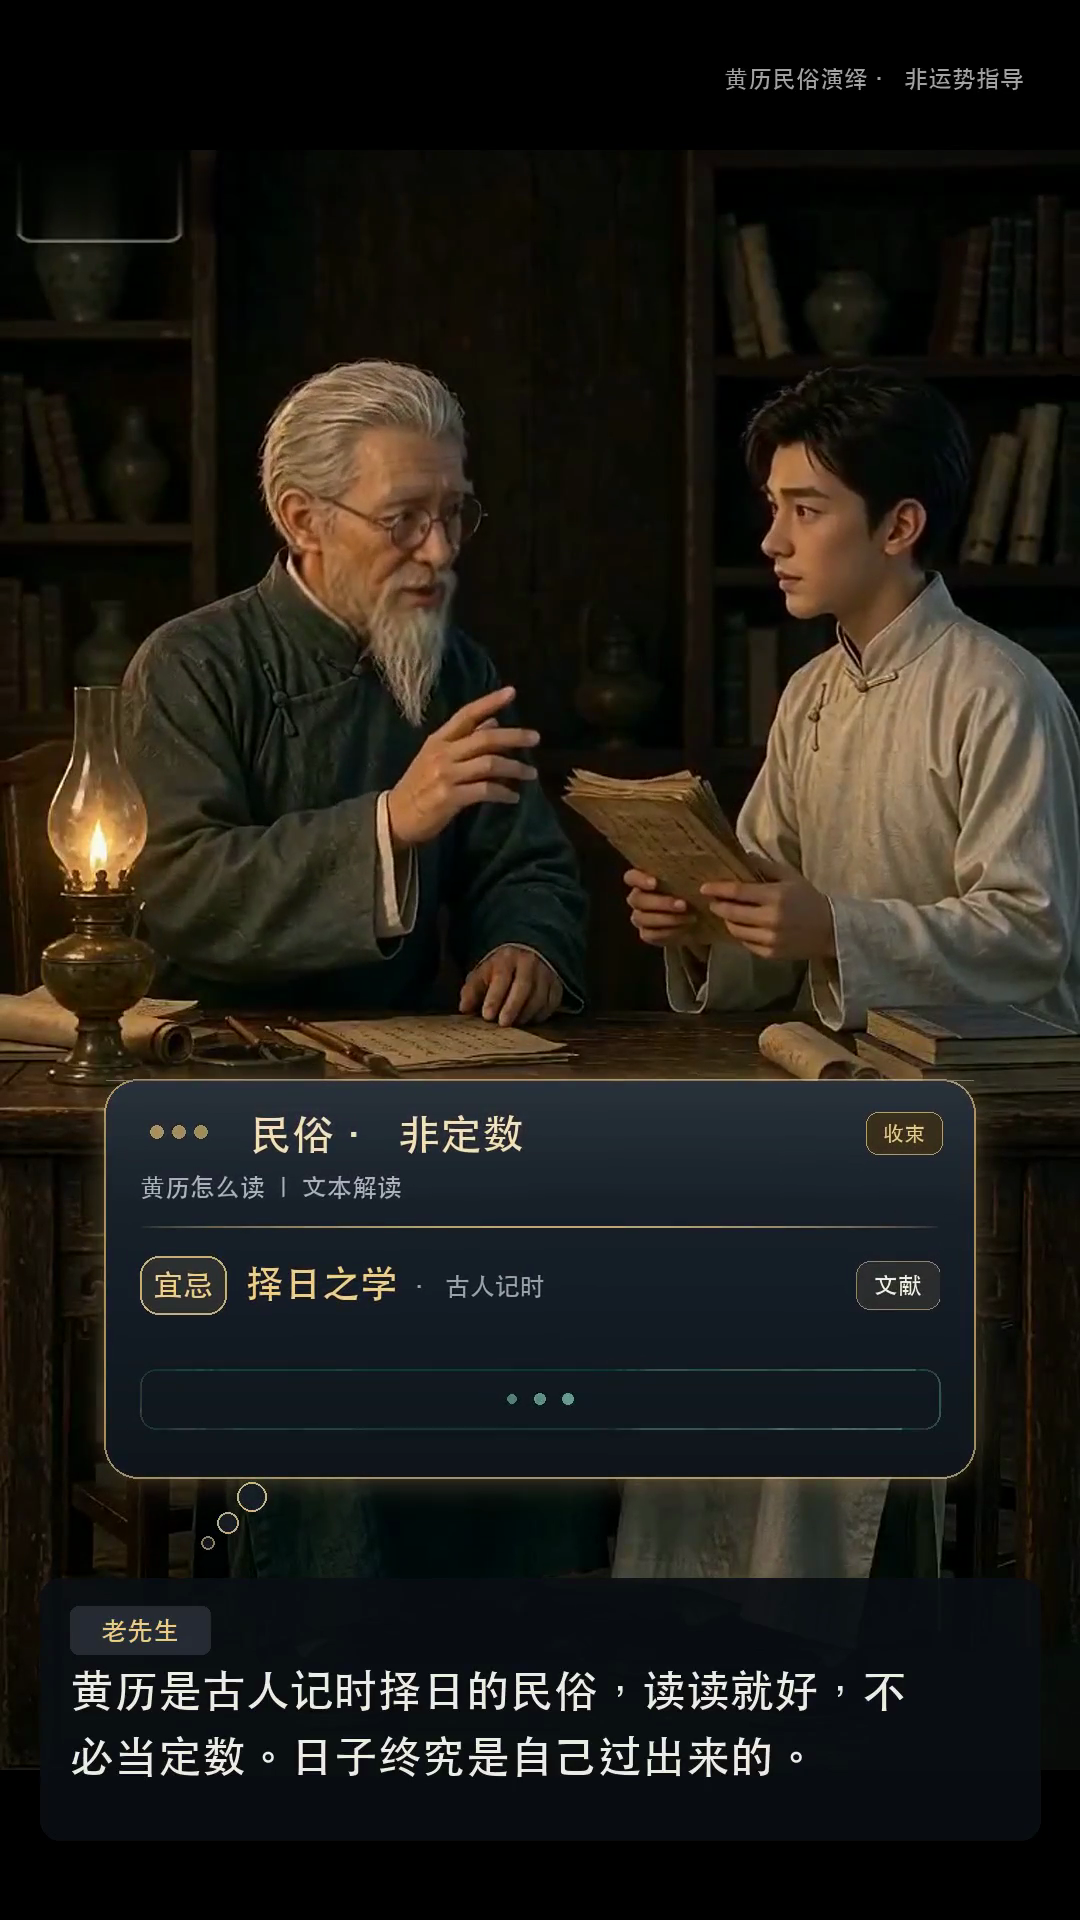 黄历民俗演绎· 非运势指导
民俗· 非定数
收束
黄历怎么读 | 文本解读
宜忌 择日之学 · 古人记时
文献
老先生
黄历是古人记时择日的民俗，读读就好，不
必当定数。日子终究是自己过出来的。